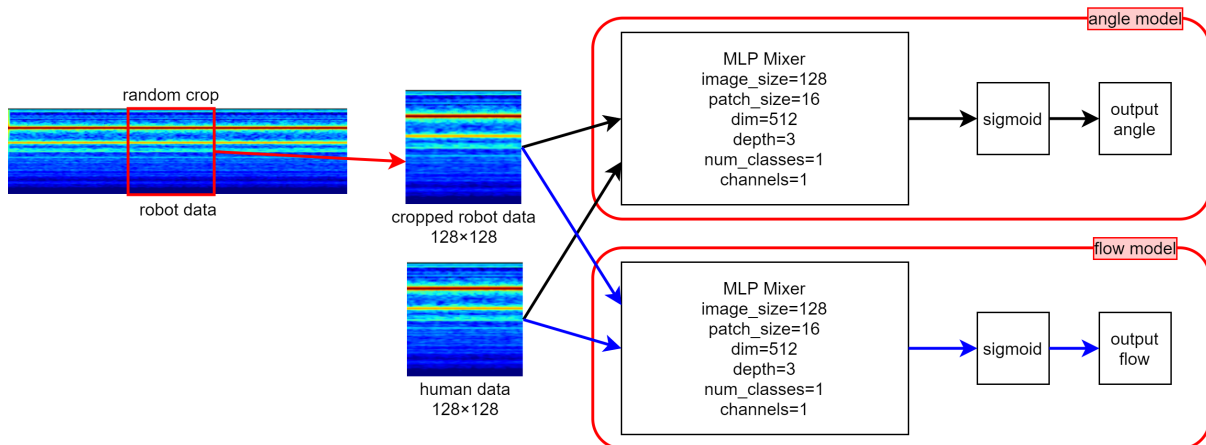 random crop
robot data
cropped robot data
128×128
human data
128×128
angle model
MLP Mixer
image_size=128
patch_size=16
dim=512
depth=3
num_classes=1
channels=1
sigmoid
output
angle
flow model
MLP Mixer
image_size=128
patch_size=16
dim=512
depth=3
num_classes=1
channels=1
sigmoid
output
flow